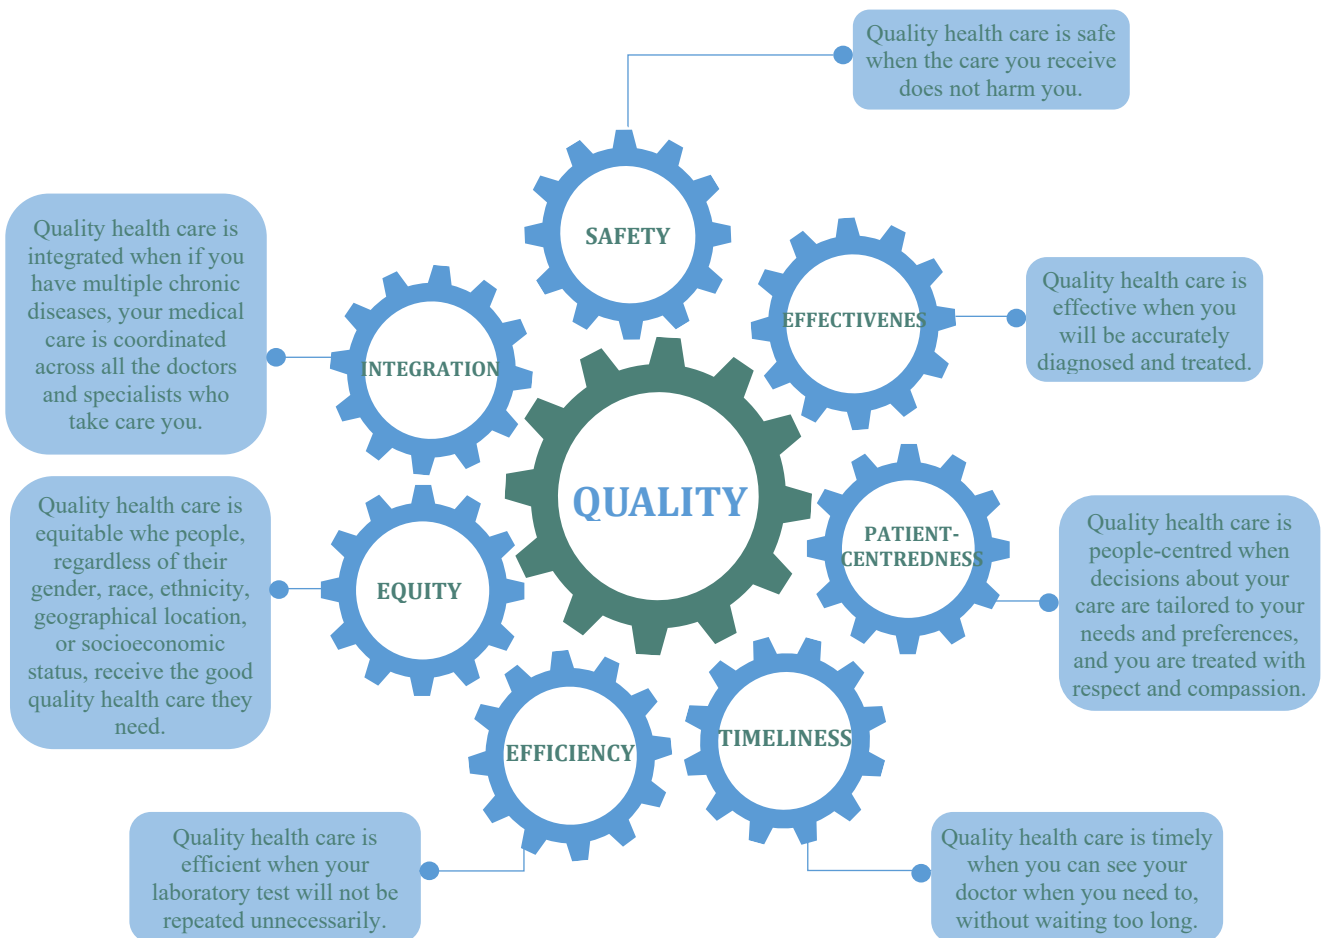 Quality health care is safe
when the care you receive
does not harm you.
SAFETY
Quality health care is
integrated when if you
have multiple chronic
diseases, your medical
care is coordinated
across all the doctors
and specialists who
take care you.
INTEGRATION
EFFECTIVENES
Quality health care is
effective when you
will be accurately
diagnosed and treated.
QUALITY
PATIENT-
CENTREDNESS
Quality health care is
people-centred when
decisions about your
care are tailored to your
needs and preferences,
and you are treated with
respect and compassion.
Quality health care is
equitable whe people,
regardless of their
gender, race, ethnicity,
geographical location,
or socioeconomic
status, receive the good
quality health care they
need.
EQUITY
EFFICIENCY
TIMELINESS
Quality health care is
efficient when your
laboratory test will not be
repeated unnecessarily.
Quality health care is timely
when you can see your
doctor when you need to,
without waiting too long.